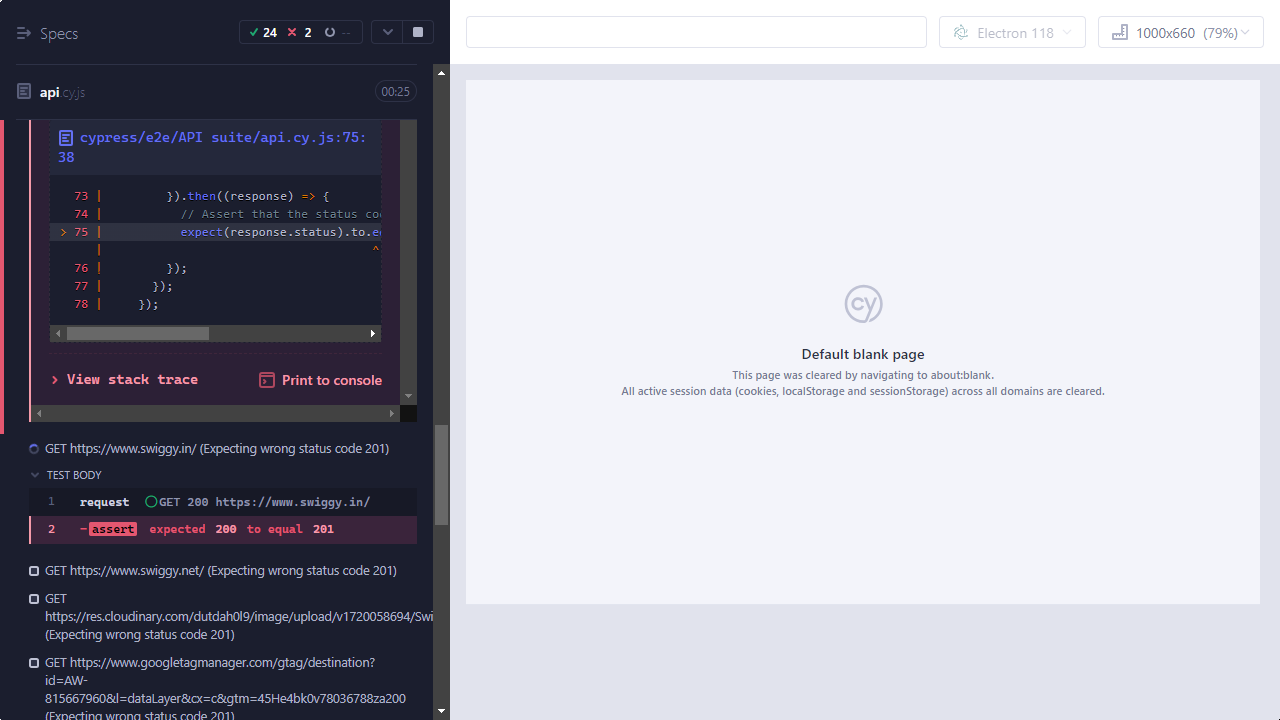 Specs
24
2
--
Electron 118
1000x660 (79%)
api.cy.js
00:25
cypress/e2e/API suite/api.cy.js:75:
38
73 | }).then((response) => {
74 | // Assert that the status co
> 75 | expect(response.status).to.e
| ^
76 | });
77 | });
78 | });
> View stack trace
Print to console
GET https://www.swiggy.in/ (Expecting wrong status code 201)
TEST BODY
1 request GET 200 https://www.swiggy.in/
2 -assert expected 200 to equal 201
GET https://www.swiggy.net/ (Expecting wrong status code 201)
GET
https://res.cloudinary.com/dutdah0l9/image/upload/v1720058694/Swi
(Expecting wrong status code 201)
GET https://www.googletagmanager.com/gtag/destination?
id=AW-
815667960&l=dataLayer&cx=c&gtm=45He4bk0v78036788za200
(Expecting wrong status code 201)
cy
Default blank page
This page was cleared by navigating to about:blank.
All active session data (cookies, localStorage and sessionStorage) across all domains are cleared.